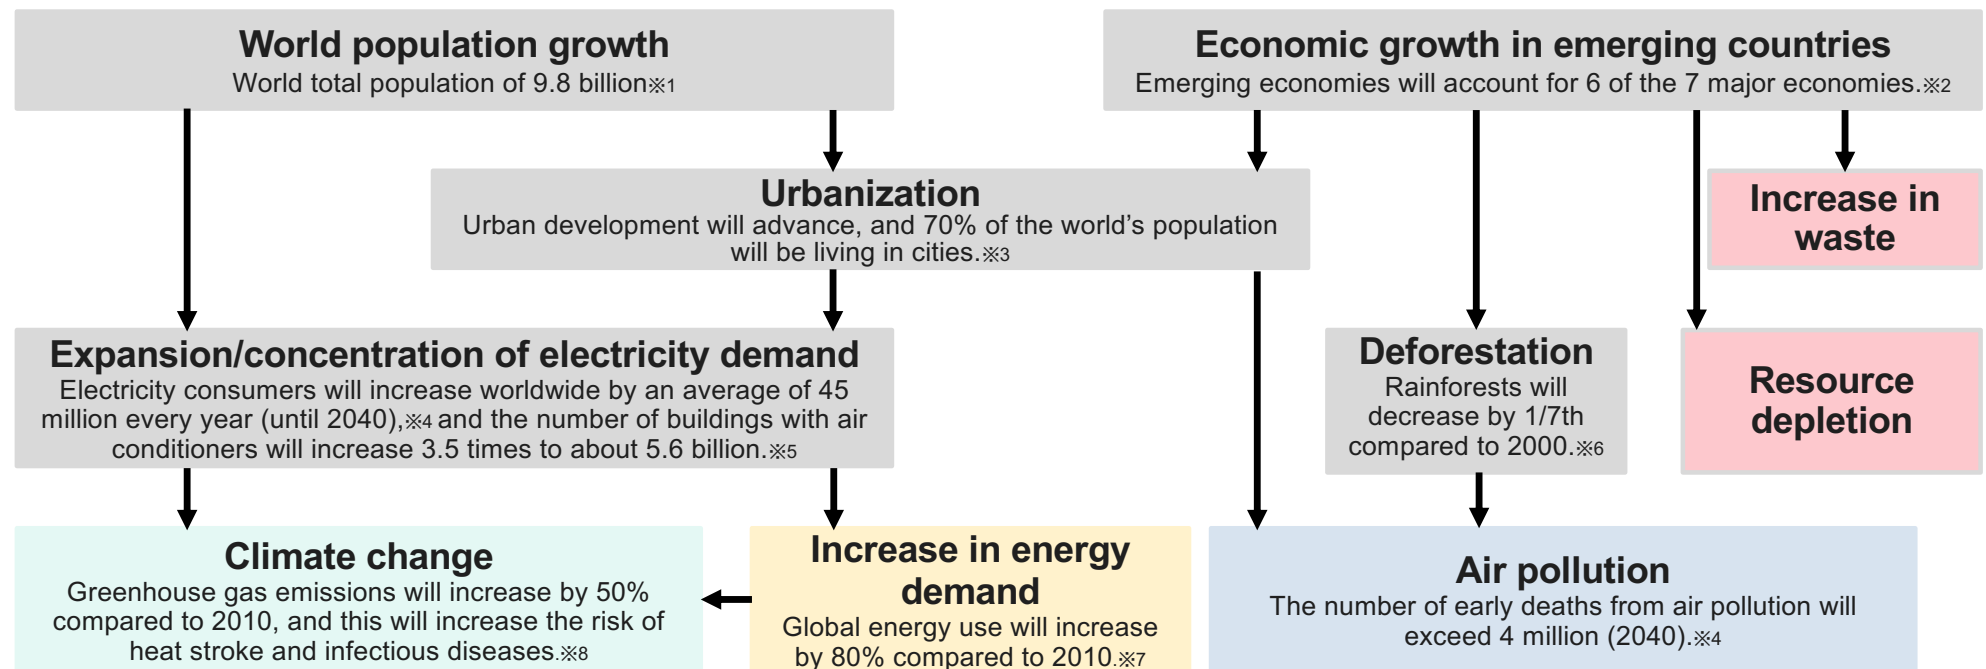 World population growth
World total population of 9.8 billion※1
Economic growth in emerging countries
Emerging economies will account for 6 of the 7 major economies.※2
Urbanization
Urban development will advance, and 70% of the world’s population
will be living in cities.※3
Increase in
waste
Expansion/concentration of electricity demand
Electricity consumers will increase worldwide by an average of 45
million every year (until 2040),※4 and the number of buildings with air
conditioners will increase 3.5 times to about 5.6 billion.※5
Deforestation
Rainforests will
decrease by 1/7th
compared to 2000.※6
Resource
depletion
Climate change
Greenhouse gas emissions will increase by 50%
compared to 2010, and this will increase the risk of
heat stroke and infectious diseases.※8
Increase in energy
demand
Global energy use will increase
by 80% compared to 2010.※7
Air pollution
The number of early deaths from air pollution will
exceed 4 million (2040).※4